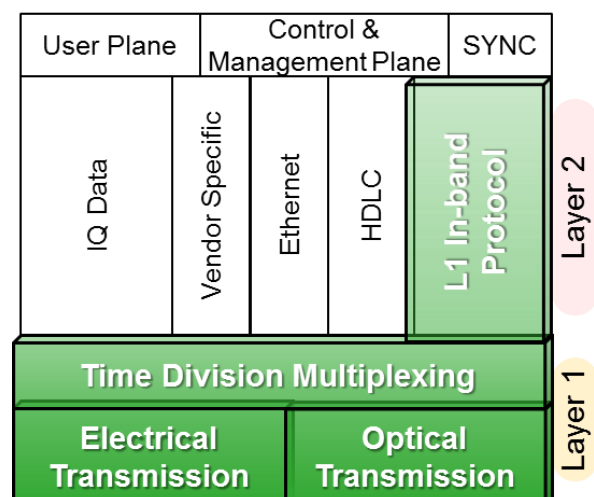 User Plane
Control &
Management Plane
SYNC
IQ Data
Vendor Specific
Ethernet
HDLC
L1 In-band
Protocol
Layer 2
Time Division Multiplexing
Layer 1
Electrical
Transmission
Optical
Transmission